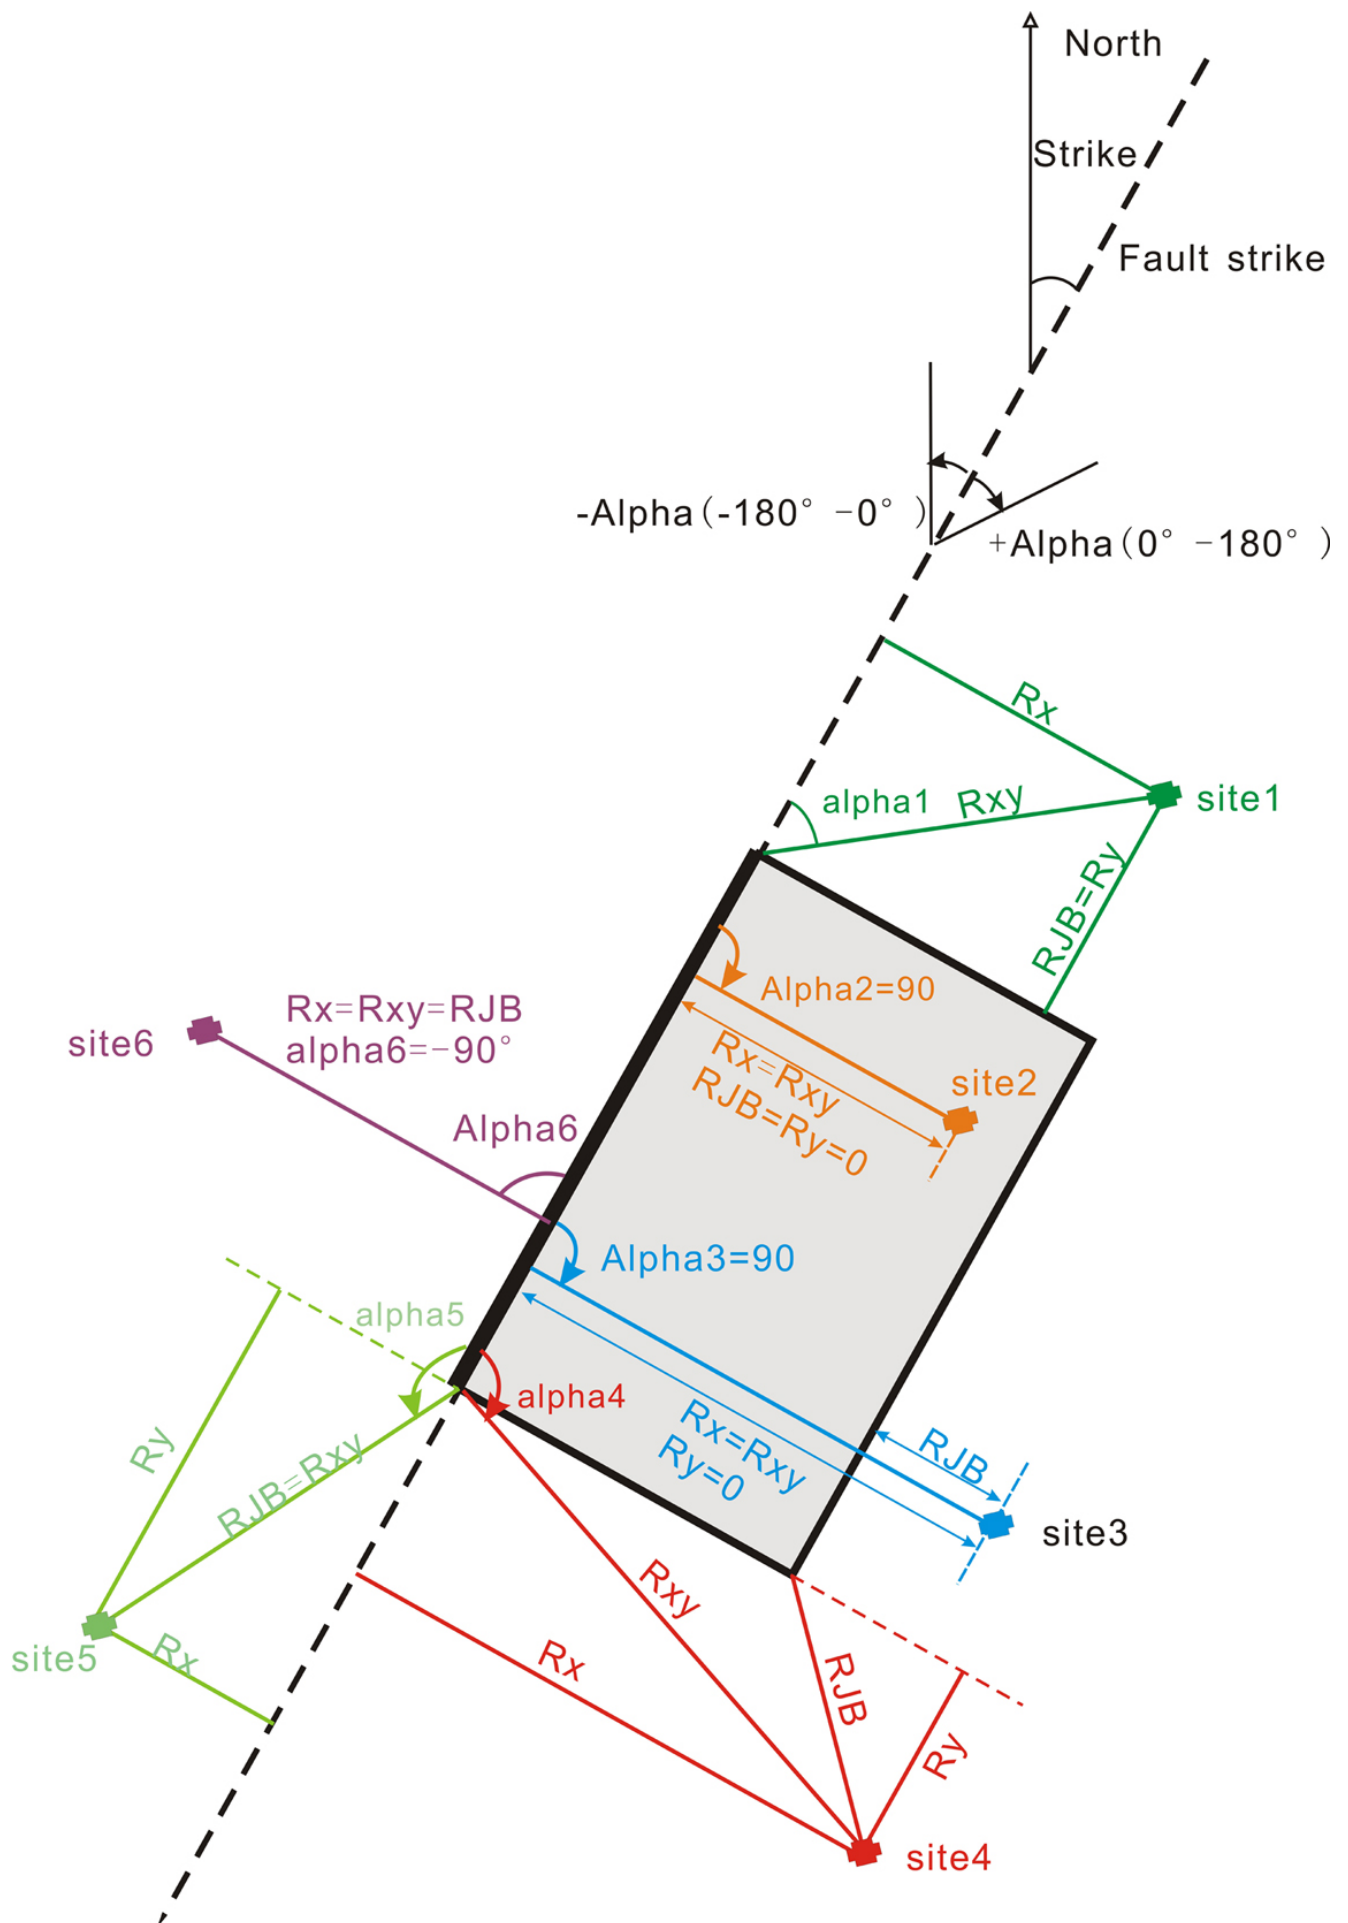 North
Strike
Fault strike
-Alpha(-180° -0° )
+Alpha(0° -180° )
Rx
alpha1
Rxy
site1
RJB=Ry
Alpha2=90
Rx=Rxy
RJB=Ry=0
site2
Rx=Rxy=RJB
alpha6=-90°
site6
Alpha6
Alpha3=90
alpha5
alpha4
Rx=Rxy
Ry=0
RJB
site3
Ry
RJB=Rxy
site5
Rx
Rxy
Rx
RJB
Ry
site4